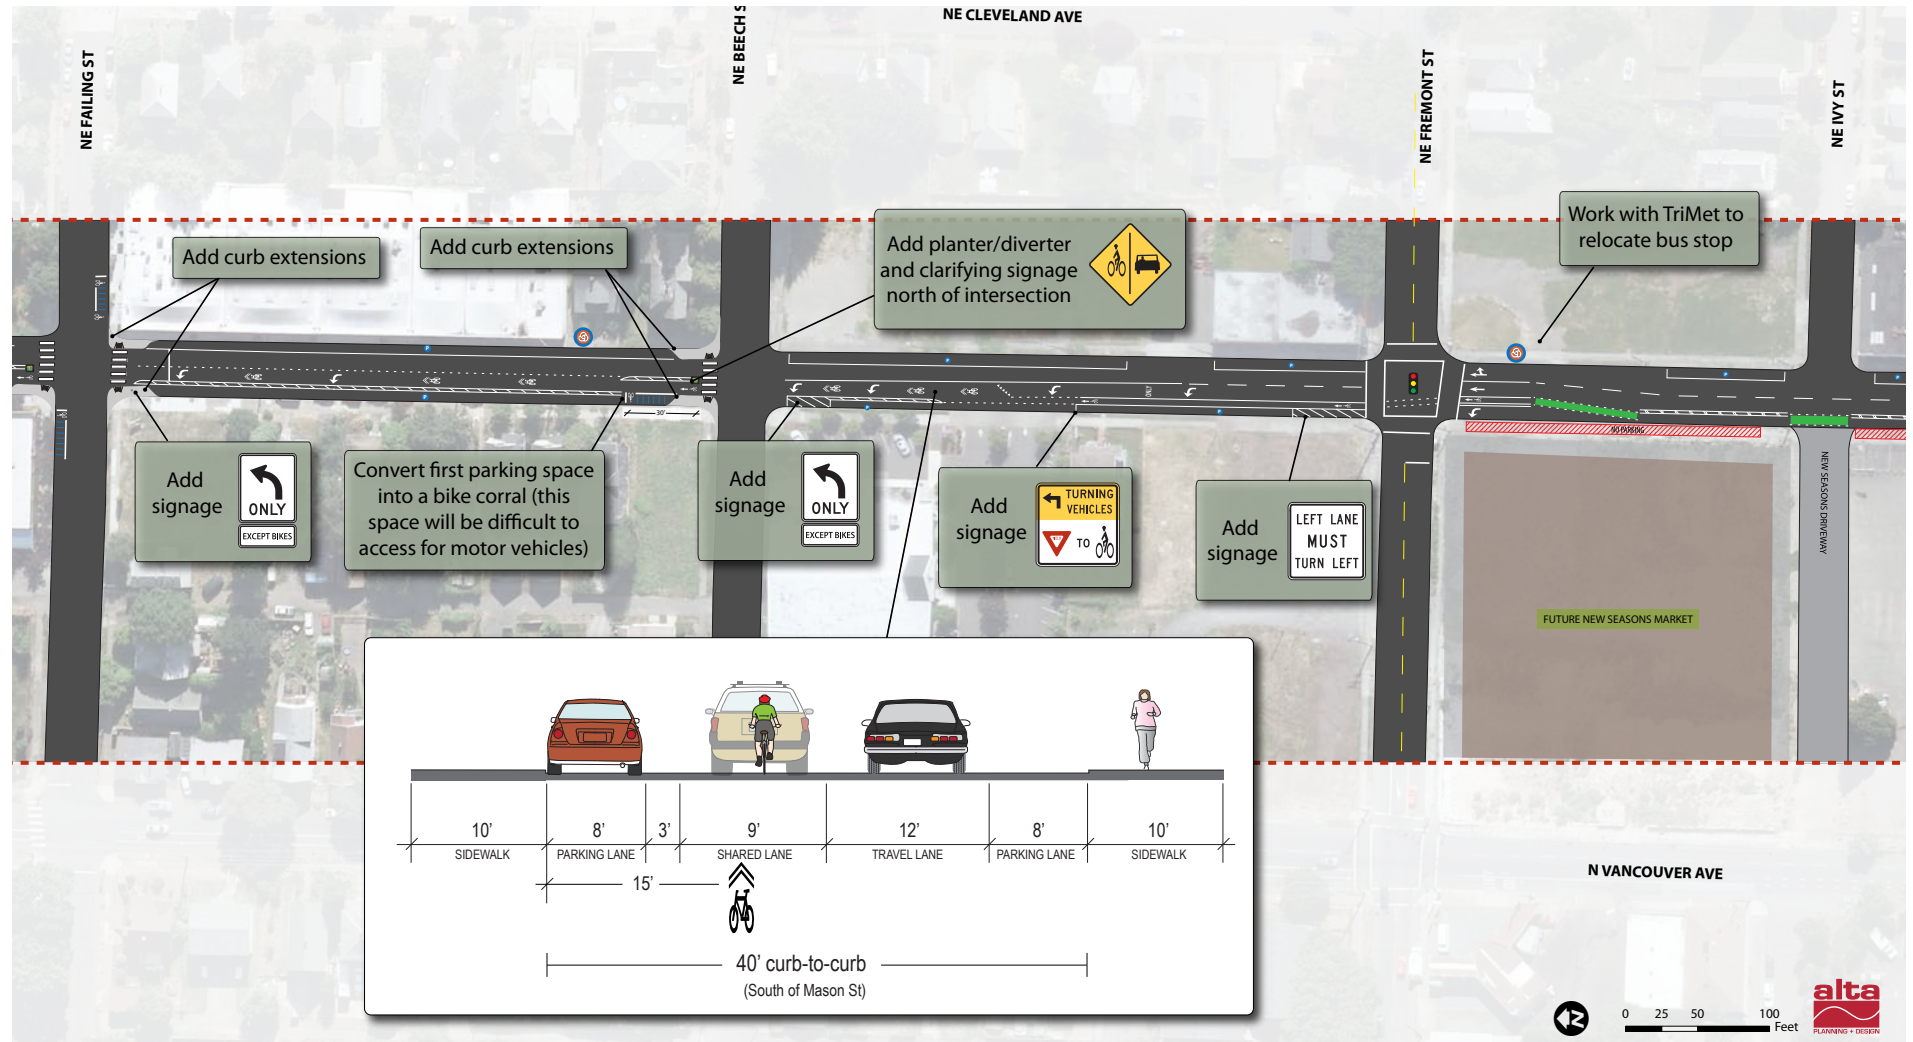 NE CLEVELAND AVE
NE FAILING ST
NE BEECH S
NE FREMONT ST
NE IVY ST
Add curb extensions
Add curb extensions
Add planter/diverter
and clarifying signage
north of intersection
Work with TriMet to
relocate bus stop
30'
ONLY
NO PARKING
Add
signage
ONLY
EXCEPT BIKES
Convert first parking space
into a bike corral (this
space will be difficult to
access for motor vehicles)
Add
signage
ONLY
EXCEPT BIKES
Add
signage
TURNING
VEHICLES
TO
Add
signage
LEFT LANE
MUST
TURN LEFT
NEW SEASONS DRIVEWAY
FUTURE NEW SEASONS MARKET
10’
8’
3’
9’
12’
8’
10’
SIDEWALK
PARKING LANE
SHARED LANE
TRAVEL LANE
PARKING LANE
SIDEWALK
15’
40’ curb-to-curb
(South of Mason St)
N VANCOUVER AVE
Z
0 25 50 100
Feet
alta
PLANNING + DESIGN